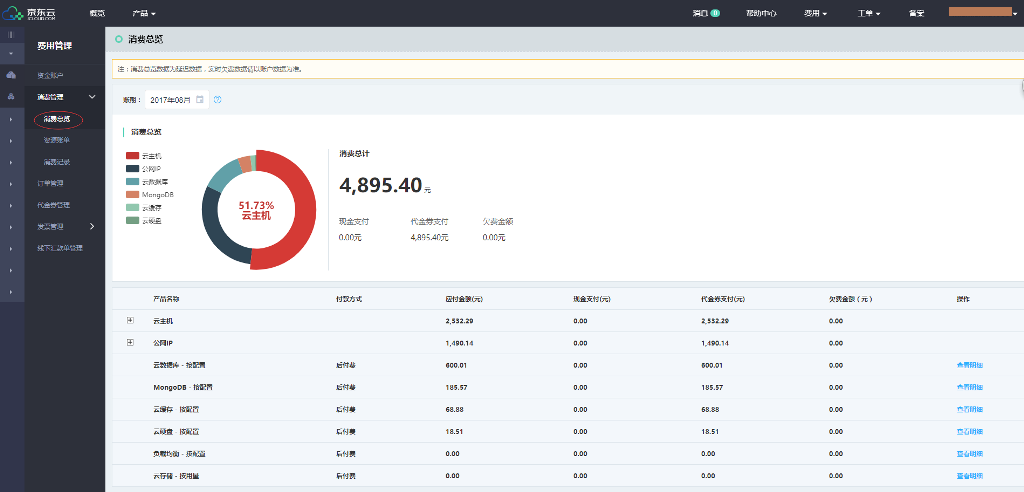 京东云
JCLOUD.COM
概览
产品
消息 0
帮助中心
费用
工单
备案
费用管理
资金账户
消费管理
消费总览
资源账单
消费记录
订单管理
代金券管理
发票管理
线下汇款单管理
消费总览
注：消费总览数据为延迟数据，实时欠费数据值以账户数据为准。
账期： 2017年08月
消费总览
云主机
公网IP
云数据库
MongoDB
云缓存
云硬盘
51.73%
云主机
消费总计
4,895.40 元
现金支付 代金券支付 欠费金额
0.00元 4,895.40元 0.00元
产品名称 付款方式 应付金额(元) 现金支付(元) 代金券支付(元) 欠费金额（元） 操作
云主机 2,532.29 0.00 2,532.29 0.00
公网IP 1,490.14 0.00 1,490.14 0.00
云数据库 - 按配置 后付费 600.01 0.00 600.01 0.00 查看明细
MongoDB - 按配置 后付费 185.57 0.00 185.57 0.00 查看明细
云缓存 - 按配置 后付费 68.88 0.00 68.88 0.00 查看明细
云硬盘 - 按配置 后付费 18.51 0.00 18.51 0.00 查看明细
负载均衡 - 按配置 后付费 0.00 0.00 0.00 0.00 查看明细
云存储 - 按用量 后付费 0.00 0.00 0.00 0.00 查看明细